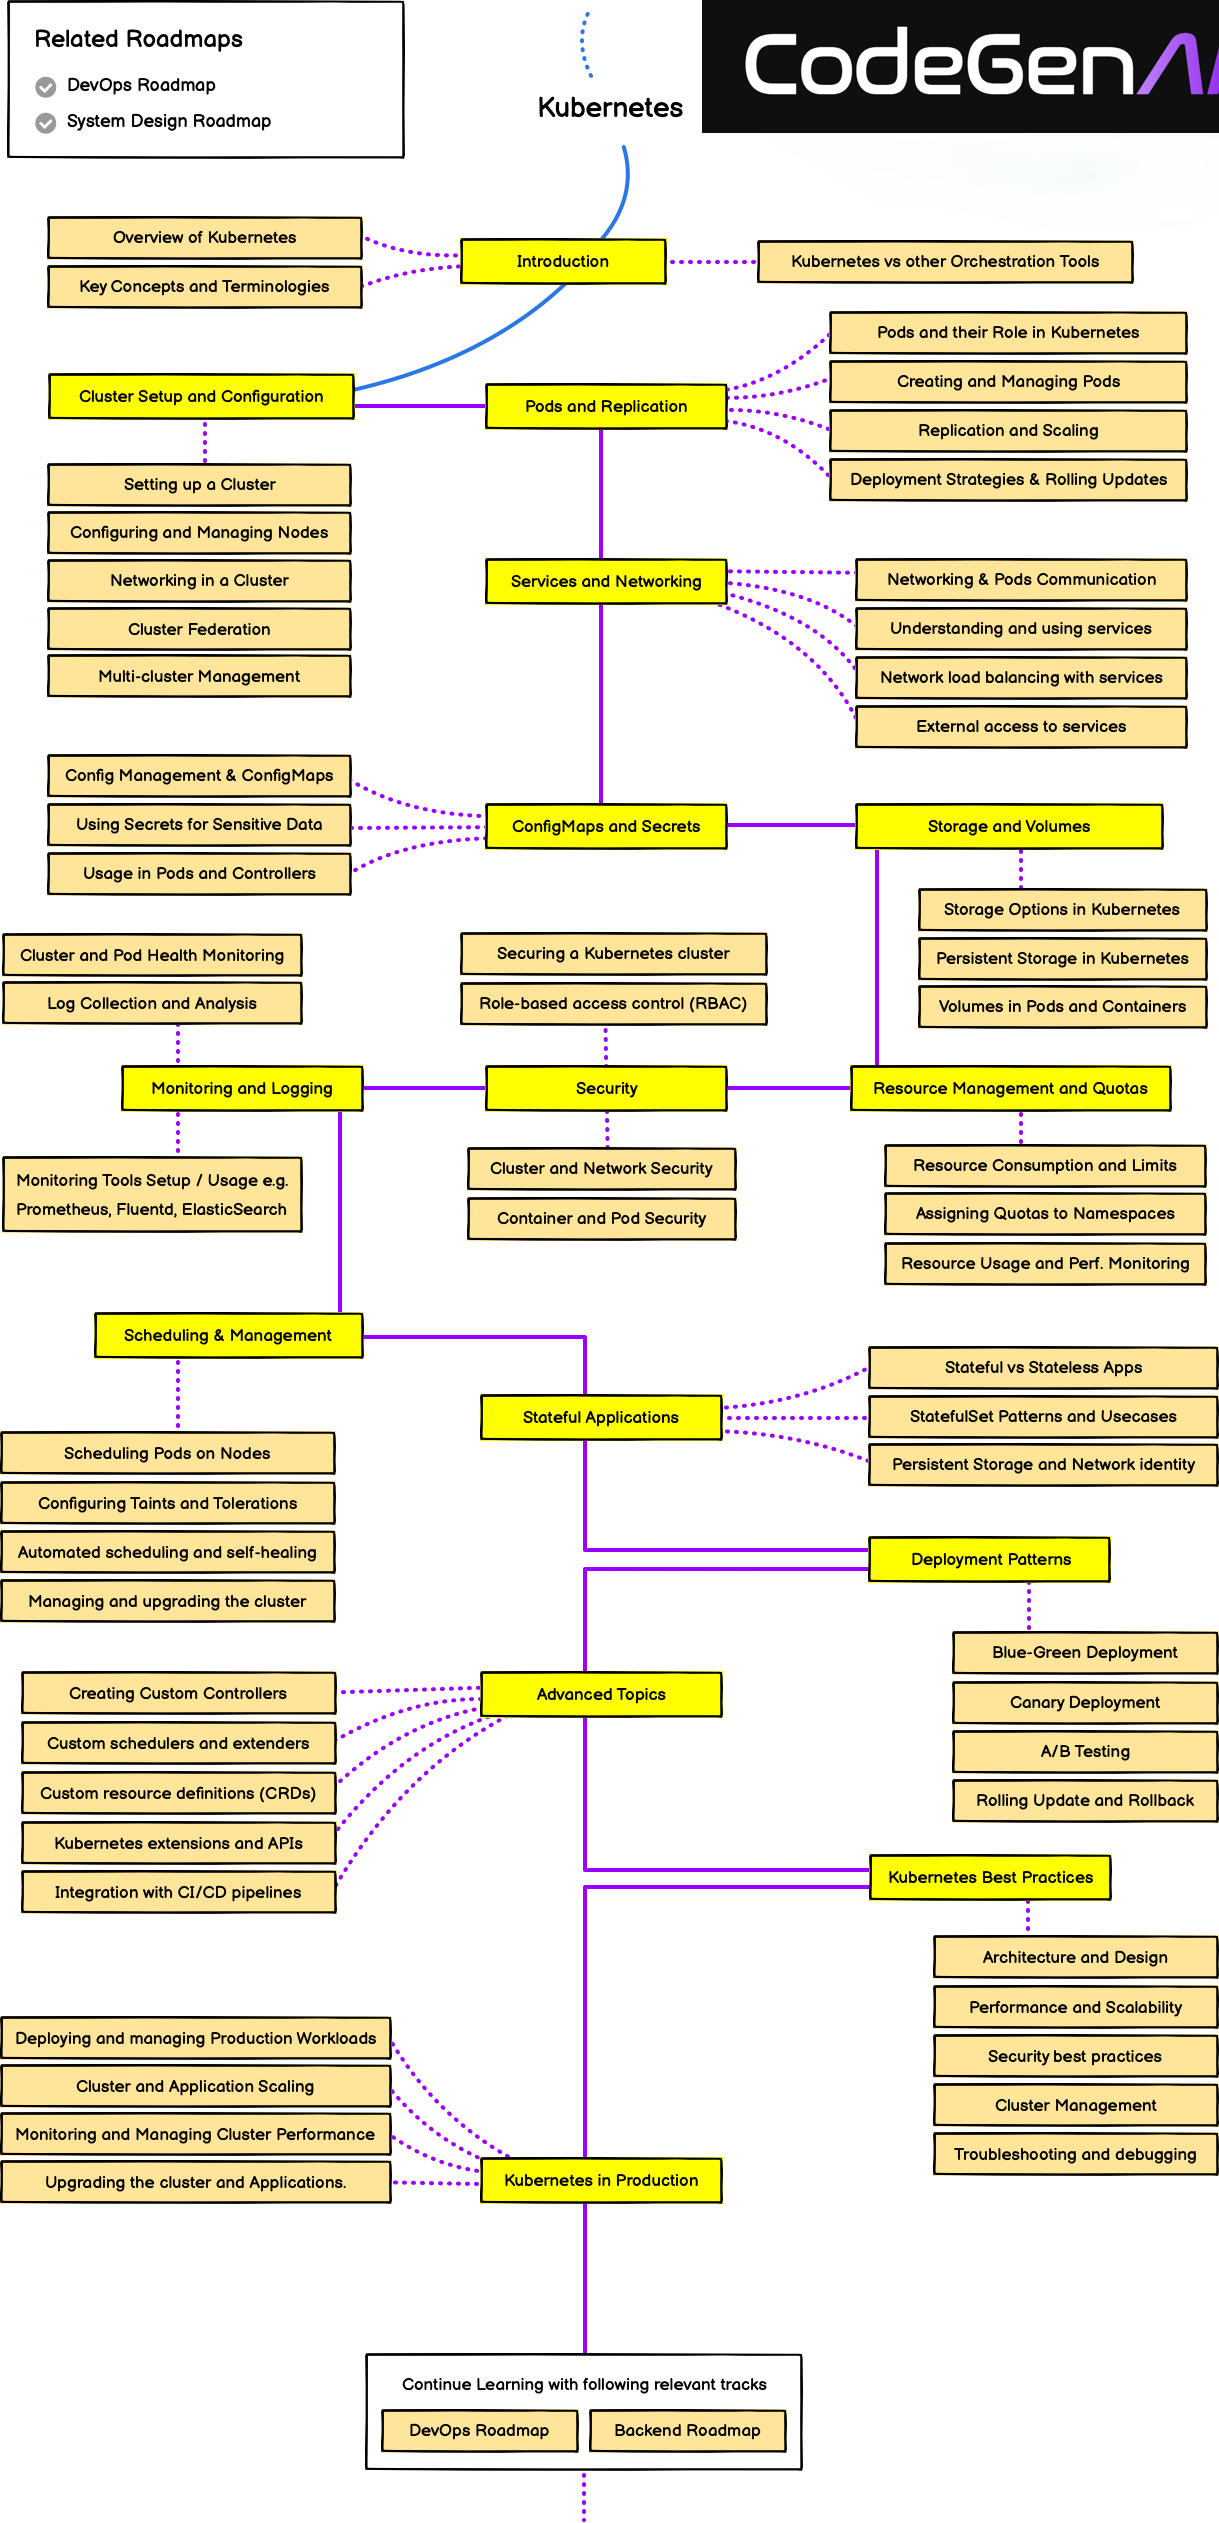 Related Roadmaps
DevOps Roadmap
System Design Roadmap
Kubernetes
CodeGenAI
Overview of Kubernetes
Key Concepts and Terminologies
Introduction
Kubernetes vs other Orchestration Tools
Cluster Setup and Configuration
Pods and Replication
Pods and their Role in Kubernetes
Creating and Managing Pods
Replication and Scaling
Deployment Strategies & Rolling Updates
Setting up a Cluster
Configuring and Managing Nodes
Networking in a Cluster
Cluster Federation
Multi-cluster Management
Services and Networking
Networking & Pods Communication
Understanding and using services
Network load balancing with services
External access to services
Config Management & ConfigMaps
Using Secrets for Sensitive Data
Usage in Pods and Controllers
ConfigMaps and Secrets
Storage and Volumes
Storage Options in Kubernetes
Persistent Storage in Kubernetes
Volumes in Pods and Containers
Cluster and Pod Health Monitoring
Log Collection and Analysis
Securing a Kubernetes cluster
Role-based access control (RBAC)
Monitoring and Logging
Security
Resource Management and Quotas
Monitoring Tools Setup / Usage e.g.
Prometheus, Fluentd, ElasticSearch
Cluster and Network Security
Container and Pod Security
Resource Consumption and Limits
Assigning Quotas to Namespaces
Resource Usage and Perf. Monitoring
Scheduling & Management
Stateful Applications
Stateful vs Stateless Apps
StatefulSet Patterns and Usecases
Persistent Storage and Network identity
Scheduling Pods on Nodes
Configuring Taints and Tolerations
Automated scheduling and self-healing
Managing and upgrading the cluster
Deployment Patterns
Blue-Green Deployment
Canary Deployment
A/B Testing
Rolling Update and Rollback
Creating Custom Controllers
Custom schedulers and extenders
Custom resource definitions (CRDs)
Kubernetes extensions and APIs
Integration with CI/CD pipelines
Advanced Topics
Kubernetes Best Practices
Architecture and Design
Performance and Scalability
Security best practices
Cluster Management
Troubleshooting and debugging
Deploying and managing Production Workloads
Cluster and Application Scaling
Monitoring and Managing Cluster Performance
Upgrading the cluster and Applications.
Kubernetes in Production
Continue Learning with following relevant tracks
DevOps Roadmap
Backend Roadmap